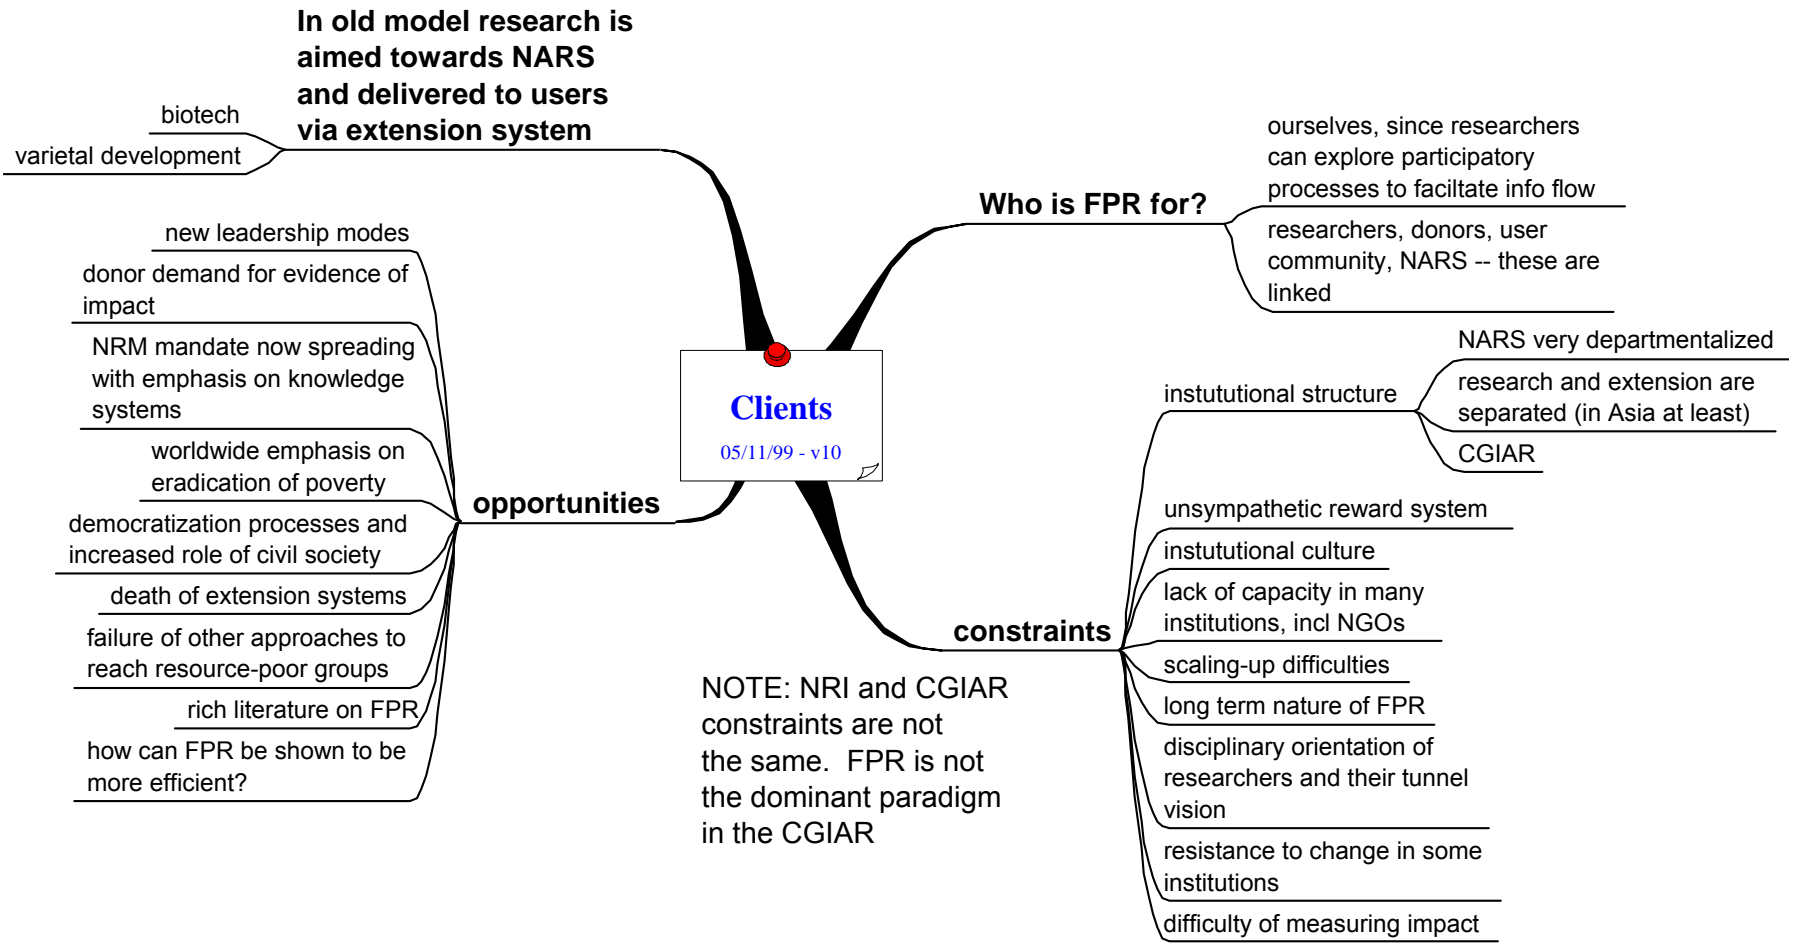 In old model research is
aimed towards NARS
and delivered to users
via extension system
biotech
varietal development
Who is FPR for?
ourselves, since researchers
can explore participatory
processes to faciltate info flow
researchers, donors, user
community, NARS -- these are
linked
Clients
05/11/99 - v10
opportunities
new leadership modes
donor demand for evidence of
impact
NRM mandate now spreading
with emphasis on knowledge
systems
worldwide emphasis on
eradication of poverty
democratization processes and
increased role of civil society
death of extension systems
failure of other approaches to
reach resource-poor groups
rich literature on FPR
how can FPR be shown to be
more efficient?
constraints
instututional structure
NARS very departmentalized
research and extension are
separated (in Asia at least)
CGIAR
unsympathetic reward system
instututional culture
lack of capacity in many
institutions, incl NGOs
scaling-up difficulties
long term nature of FPR
disciplinary orientation of
researchers and their tunnel
vision
resistance to change in some
institutions
difficulty of measuring impact
NOTE: NRI and CGIAR
constraints are not
the same.  FPR is not
the dominant paradigm
in the CGIAR